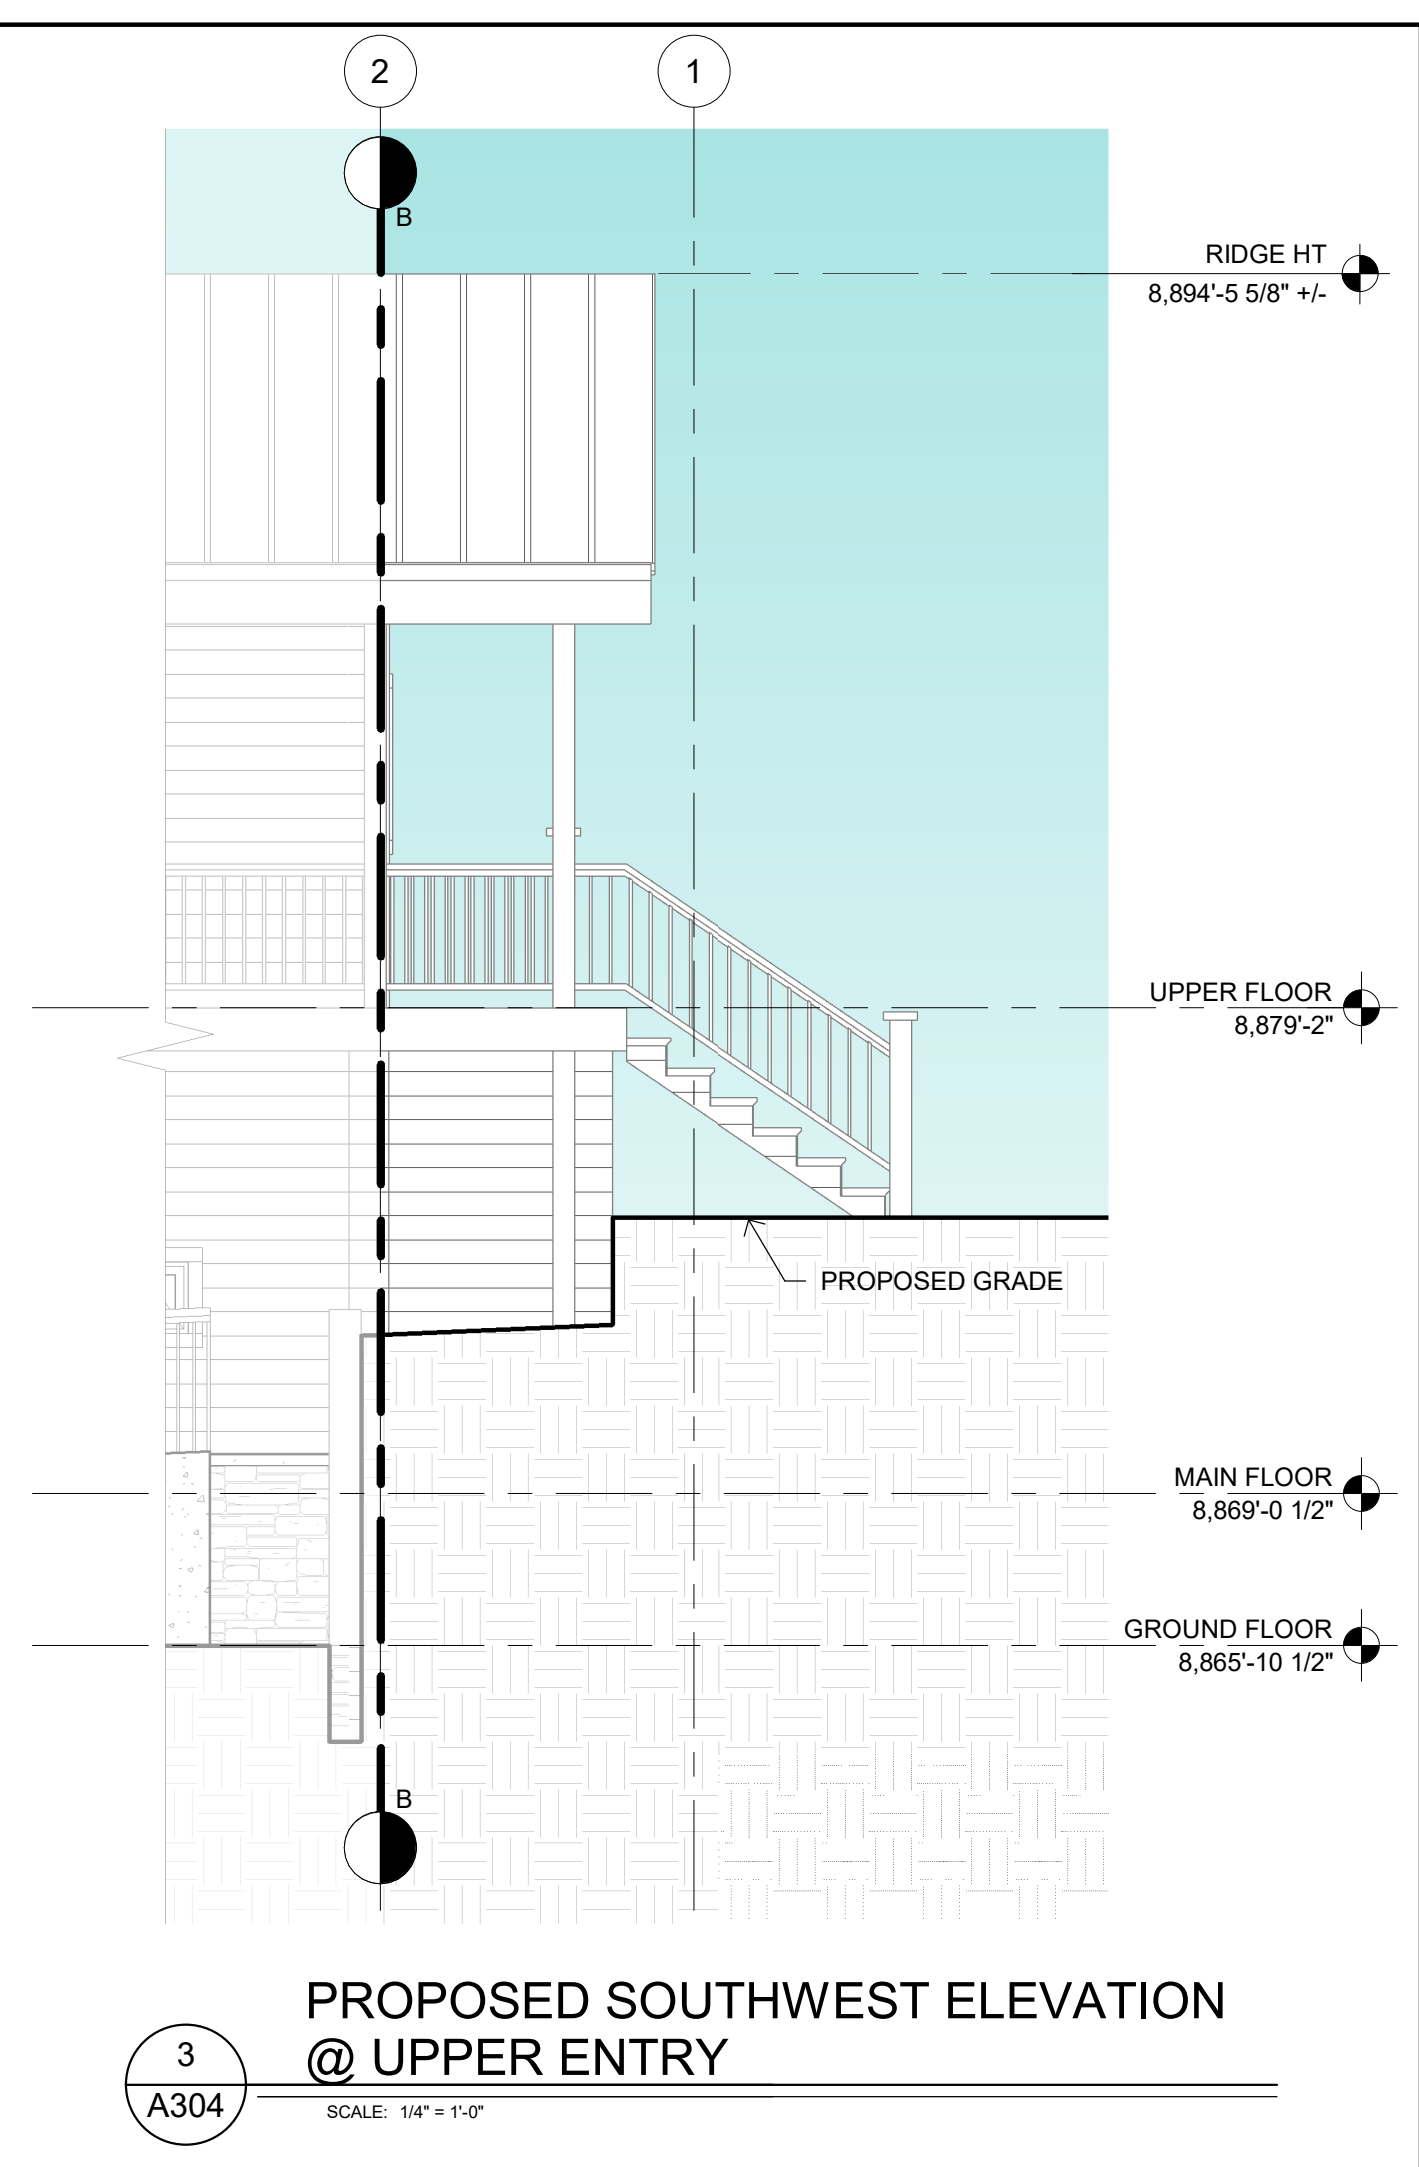 2
1
B
RIDGE HT
8,894'-5 5/8" +/-
UPPER FLOOR
8,879'-2"
PROPOSED GRADE
MAIN FLOOR
8,869'-0 1/2"
GROUND FLOOR
8,865'-10 1/2"
B
PROPOSED SOUTHWEST ELEVATION
@ UPPER ENTRY
3
A304
SCALE: 1/4" = 1'-0"